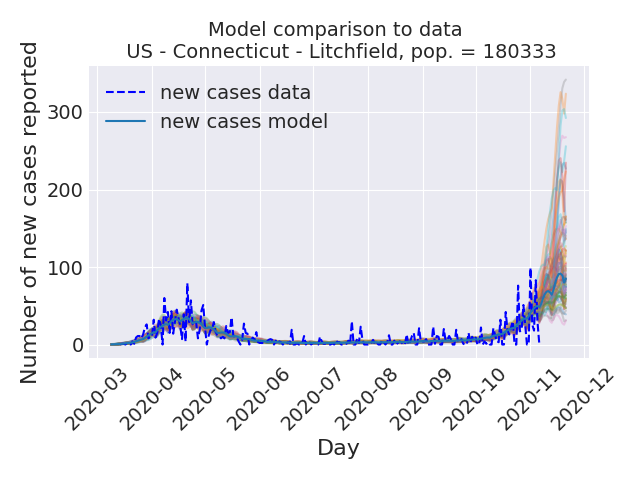 Model comparison to data
US - Connecticut - Litchfield, pop. = 180333
new cases data
new cases model
Number of new cases reported
300
200
100
0
2020-03
2020-04
2020-05
2020-06
2020-07
2020-08
2020-09
2020-10
2020-11
2020-12
Day